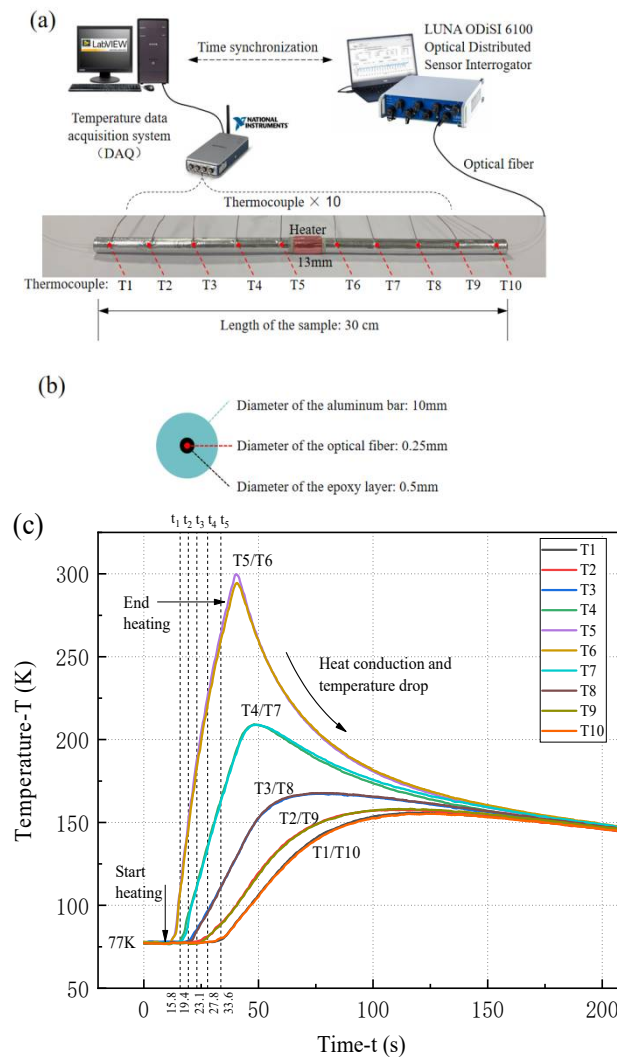 (a)
LabVIEW
Time synchronization
LUNA ODiSI 6100
Optical Distributed
Sensor Interrogator
Temperature data
acquisition system
（DAQ）
NATIONAL
INSTRUMENTS
Optical fiber
Thermocouple × 10
Heater
13mm
Thermocouple: T1 T2 T3 T4 T5 T6 T7 T8 T9 T10
Length of the sample: 30 cm
(b)
Diameter of the aluminum bar: 10mm
Diameter of the optical fiber: 0.25mm
Diameter of the epoxy layer: 0.5mm
(c)
t1 t2 t3 t4 t5
T5/T6
End
heating
Heat conduction and
temperature drop
T4/T7
T3/T8
T2/T9
T1/T10
Start
heating
77K
T1
T2
T3
T4
T5
T6
T7
T8
T9
T10
Temperature-T (K)
300
250
200
150
100
50
0 50 100 150 200
15.8 19.4 23.1 27.8 33.6
Time-t (s)